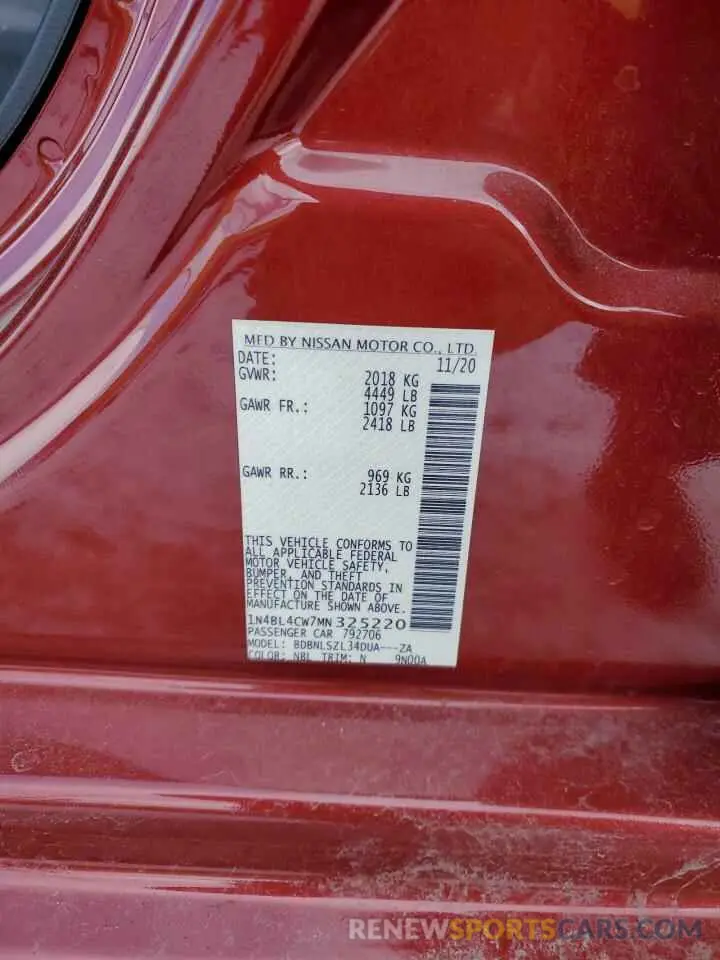 MFD BY NISSAN MOTOR CO., LTD.
DATE: 11/20
GVWR: 2018 KG
4449 LB
GAWR FR.: 1097 KG
2418 LB
GAWR RR.: 969 KG
2136 LB
THIS VEHICLE CONFORMS TO
ALL APPLICABLE FEDERAL
MOTOR VEHICLE SAFETY,
BUMPER, AND THEFT
PREVENTION STANDARDS IN
EFFECT ON THE DATE OF
MANUFACTURE SHOWN ABOVE.
1N4BL4CW7MN325220
PASSENGER CAR 792706
MODEL: BDBNLSZL34DUA---ZA
COLOR: NBL TRIM: N 9N00A
RENEWSPORTSCARS.COM